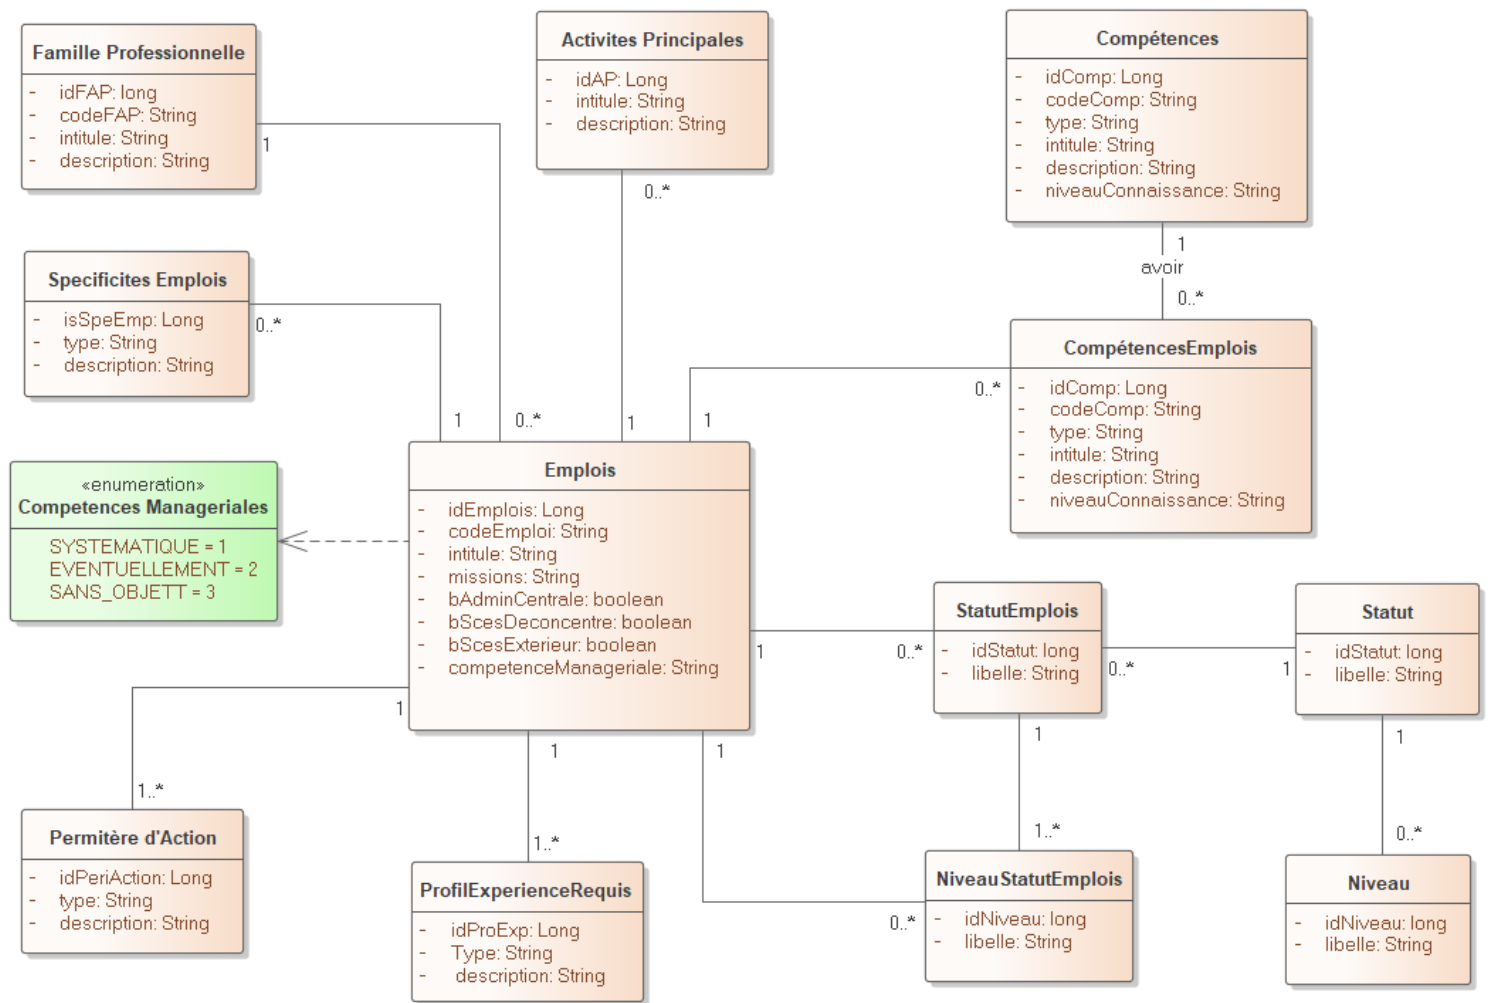 Famille Professionnelle
- idFAP: long
- codeFAP: String
- intitule: String
- description: String
1
Activites Principales
- idAP: Long
- intitule: String
- description: String
0..*
Compétences
- idComp: Long
- codeComp: String
- type: String
- intitule: String
- description: String
- niveauConnaissance: String
1
avoir
0..*
Specificites Emplois
- isSpeEmp: Long
- type: String
- description: String
0..*
CompétencesEmplois
- idComp: Long
- codeComp: String
- type: String
- intitule: String
- description: String
- niveauConnaissance: String
0..*
1
0..*
1
1
«enumeration»
Competences Manageriales
SYSTEMATIQUE = 1
EVENTUELLEMENT = 2
SANS_OBJETT = 3
Emplois
- idEmplois: Long
- codeEmploi: String
- intitule: String
- missions: String
- bAdminCentrale: boolean
- bScesDeconcentre: boolean
- bScesExterieur: boolean
- competenceManageriale: String
1
0..*
StatutEmplois
- idStatut: long
- libelle: String
0..*
1
Statut
- idStatut: long
- libelle: String
1
1
1
1
1
1..*
1..*
1..*
0..*
0..*
Permitère d'Action
- idPeriAction: Long
- type: String
- description: String
ProfilExperienceRequis
- idProExp: Long
- Type: String
- description: String
NiveauStatutEmplois
- idNiveau: long
- libelle: String
Niveau
- idNiveau: long
- libelle: String